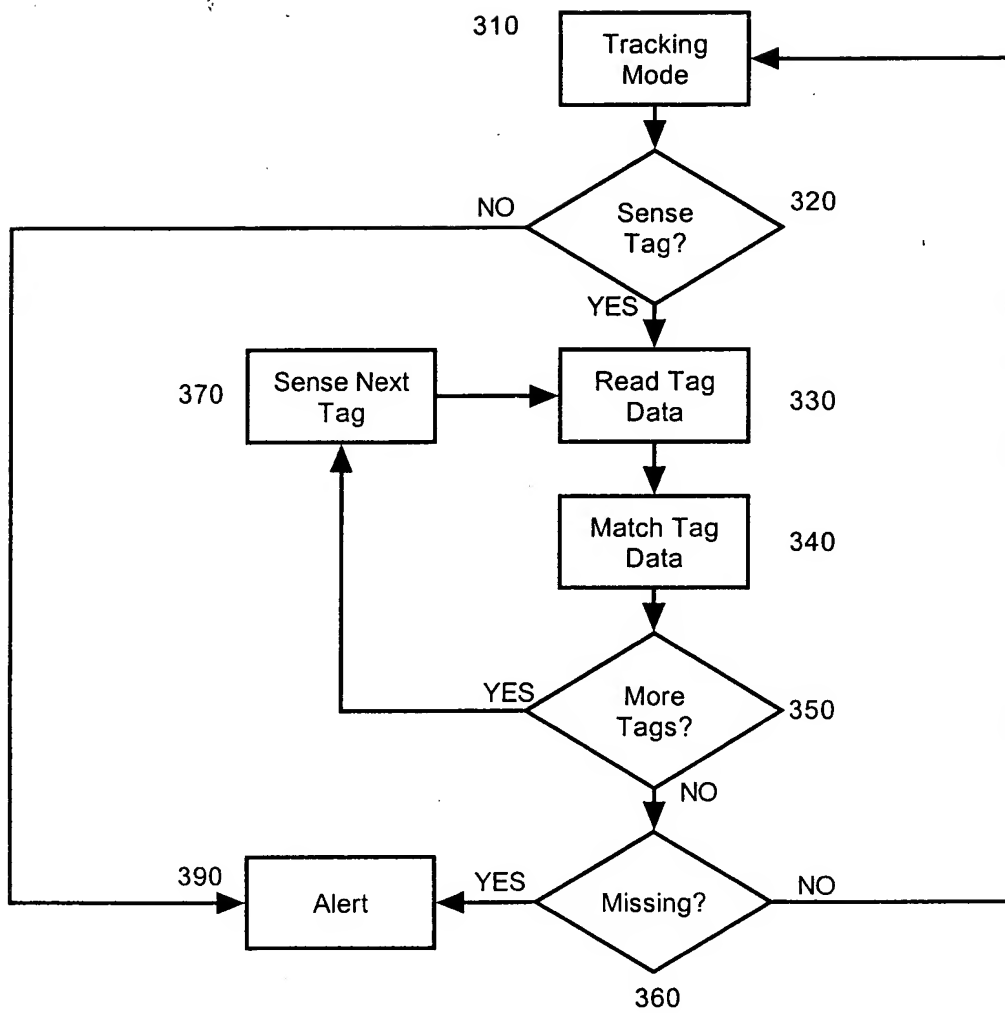 310
Tracking
Mode
NO
Sense
Tag?
320
YES
370
Sense Next
Tag
Read Tag
Data
330
Match Tag
Data
340
YES
More
Tags?
350
NO
390
Alert
YES
Missing?
NO
360